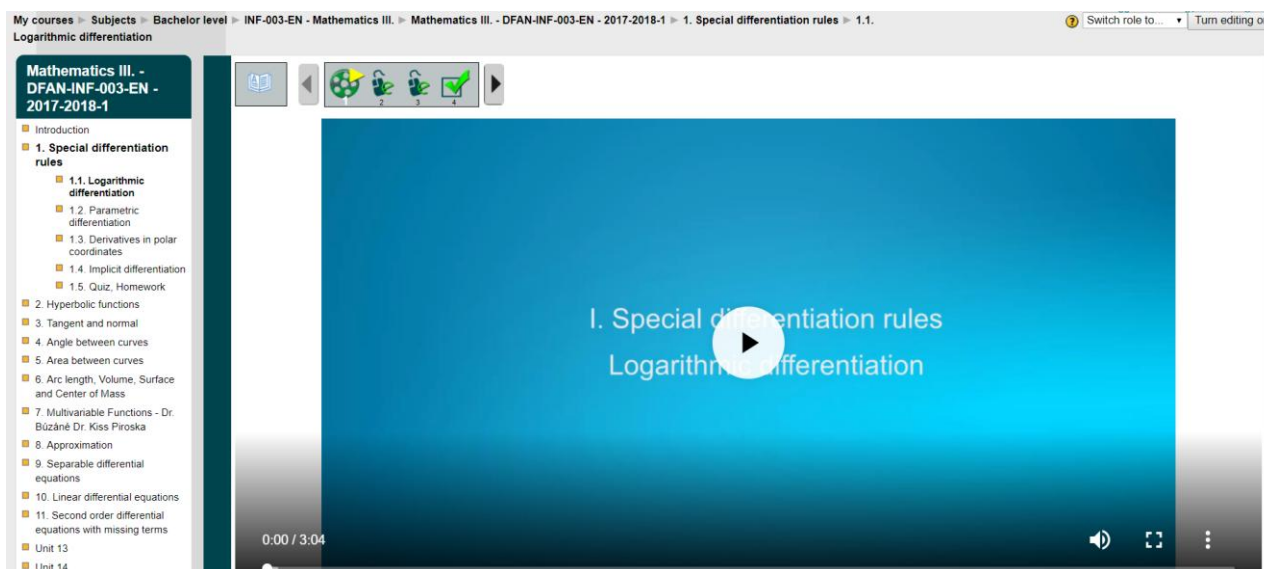 My courses ► Subjects ► Bachelor level ► INF-003-EN - Mathematics III. ► Mathematics III. - DFAN-INF-003-EN - 2017-2018-1 ► 1. Special differentiation rules ► 1.1.
Logarithmic differentiation
Switch role to...
Turn editing o
Mathematics III. -
DFAN-INF-003-EN -
2017-2018-1
Introduction
1. Special differentiation
rules
1.1. Logarithmic
differentiation
1.2. Parametric
differentiation
1.3. Derivatives in polar
coordinates
1.4. Implicit differentiation
1.5. Quiz, Homework
2. Hyperbolic functions
3. Tangent and normal
4. Angle between curves
5. Area between curves
6. Arc length, Volume, Surface
and Center of Mass
7. Multivariable Functions - Dr.
Búzáné Dr. Kiss Piroska
8. Approximation
9. Separable differential
equations
10. Linear differential equations
11. Second order differential
equations with missing terms
Unit 13
Unit 14
1 2 3 4
I. Special differentiation rules
Logarithmic differentiation
0:00 / 3:04